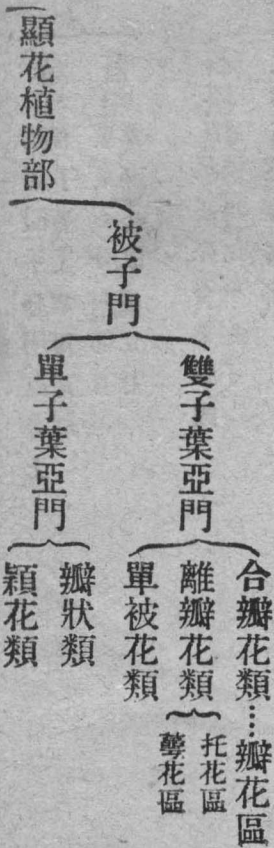 顯花植物部
被子門
雙子葉亞門
合瓣花類……瓣花區
離瓣花類
托花區
蕚花區
單被花類
單子葉亞門
瓣狀類
穎花類